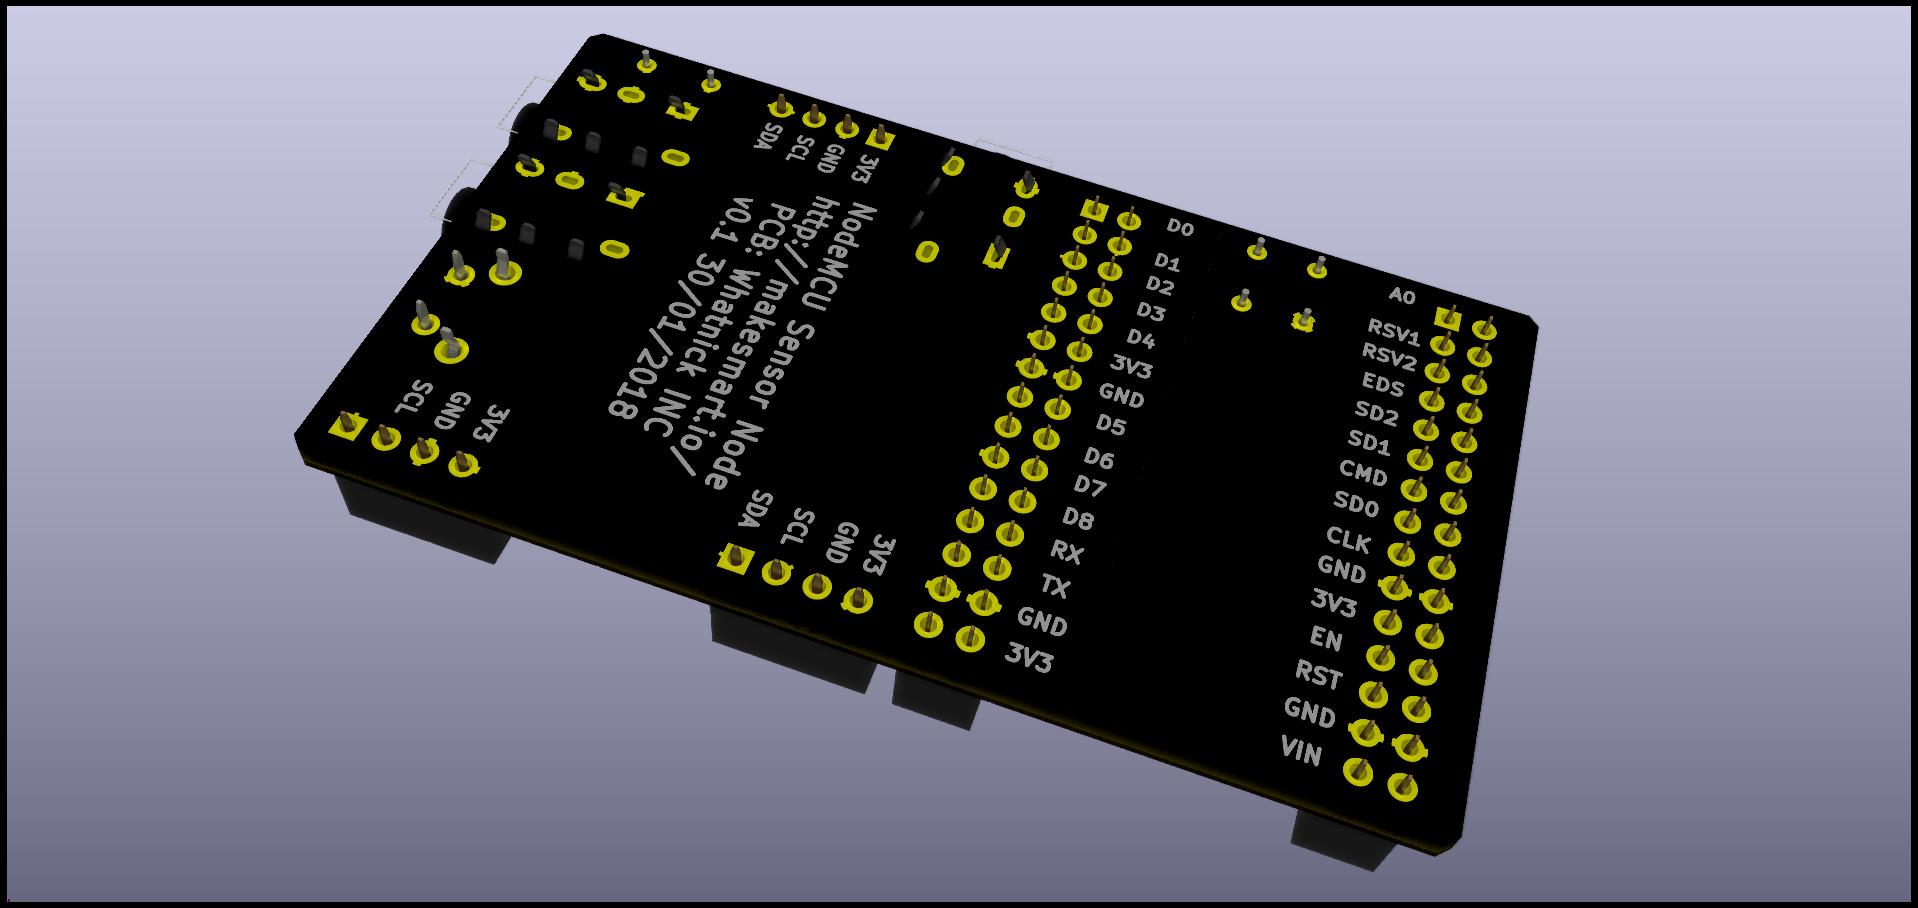 SDA
SCL
GND
3V3
NodeMCU Sensor Node
http://makesmart.io/
PCB: Whatnick INC
v0.1 30/01/2018
SCL
GND
3V3
SDA
SCL
GND
3V3
D0
D1
D2
D3
D4
3V3
GND
D5
D6
D7
D8
RX
TX
GND
3V3
A0
RSV1
RSV2
EDS
SD2
SD1
CMD
SD0
CLK
GND
3V3
EN
RST
GND
VIN